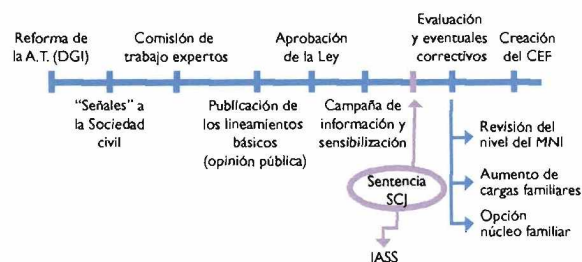 Reforma de
la A.T. (DGI)
"Señales" a
la Sociedad
civil
Comisión de
trabajo expertos
Publicación de
los lineamientos
básicos
(opinión pública)
Aprobación
de la Ley
Campaña de
información y
sensibilización
Sentencia
SCJ
IASS
Evaluación
y eventuales
correctivos
Revisión del
nivel del MNI
Aumento de
cargas familiares
Opción
núcleo familiar
Creación
del CEF